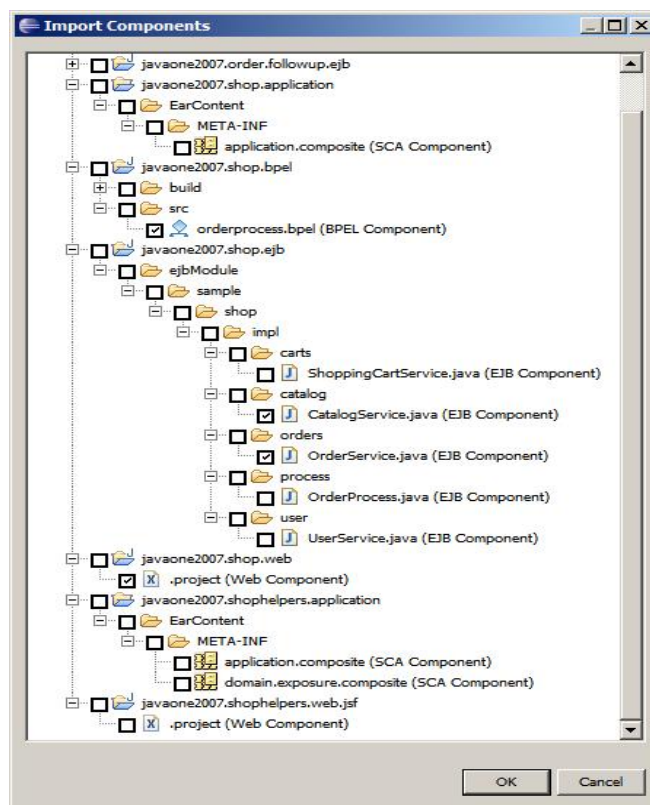 Import Components
javaone2007.order.followup.ejb
javaone2007.shop.application
EarContent
META-INF
application.composite (SCA Component)
javaone2007.shop.bpel
build
src
orderprocess.bpel (BPEL Component)
javaone2007.shop.ejb
ejbModule
sample
shop
impl
carts
ShoppingCartService.java (EJB Component)
catalog
CatalogService.java (EJB Component)
orders
OrderService.java (EJB Component)
process
OrderProcess.java (EJB Component)
user
UserService.java (EJB Component)
javaone2007.shop.web
.project (Web Component)
javaone2007.shophelpers.application
EarContent
META-INF
application.composite (SCA Component)
domain.exposure.composite (SCA Component)
javaone2007.shophelpers.web.jsf
.project (Web Component)
OK Cancel